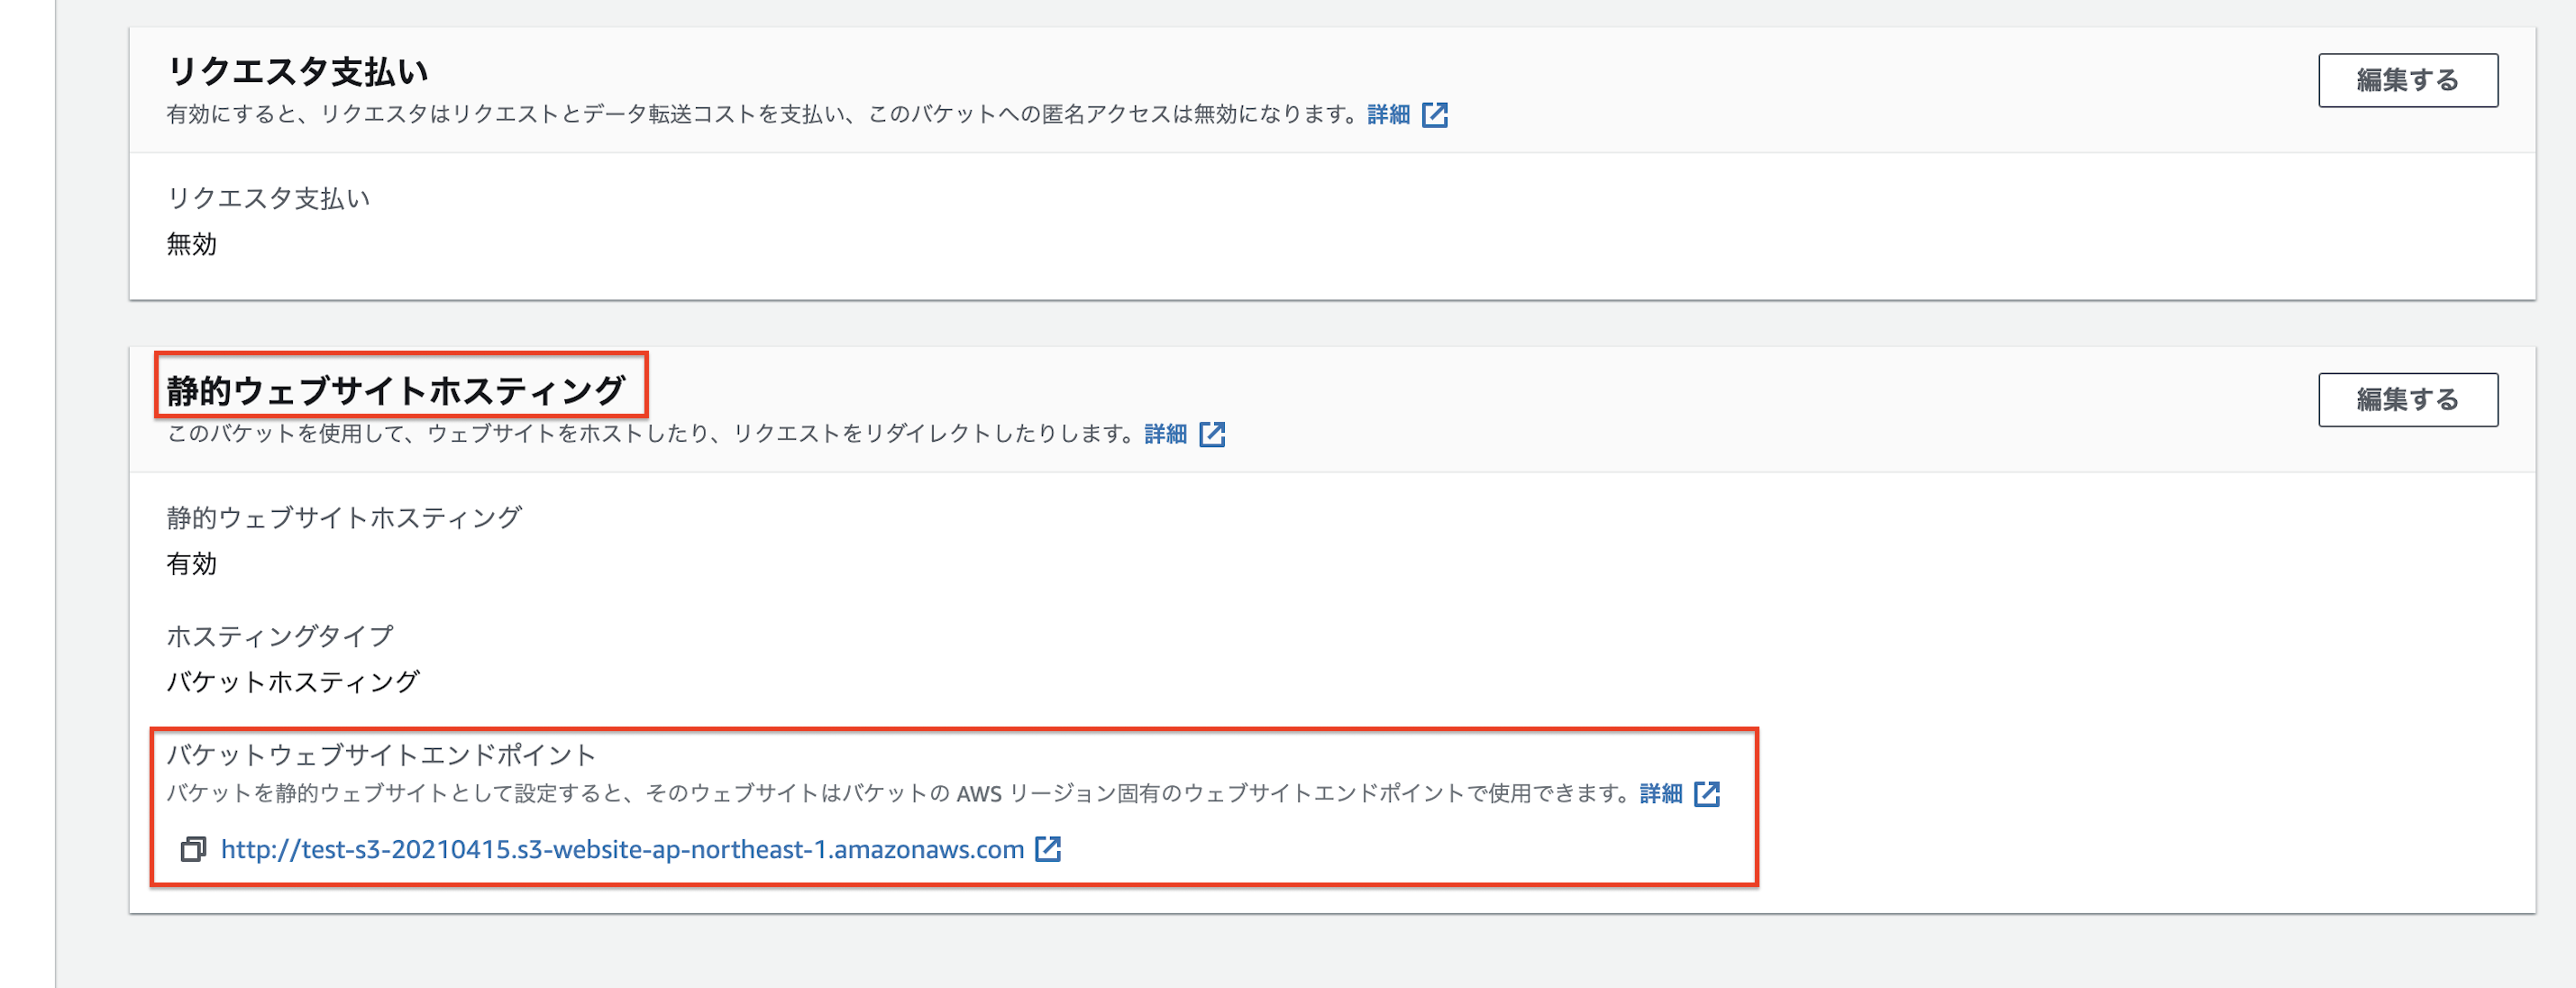 リクエスタ支払い
編集する
有効にすると、リクエスタはリクエストとデータ転送コストを支払い、このバケットへの匿名アクセスは無効になります。詳細
リクエスタ支払い
無効
静的ウェブサイトホスティング
編集する
このバケットを使用して、ウェブサイトをホストしたり、リクエストをリダイレクトしたりします。詳細
静的ウェブサイトホスティング
有効
ホスティングタイプ
バケットホスティング
バケットウェブサイトエンドポイント
バケットを静的ウェブサイトとして設定すると、そのウェブサイトはバケットの AWS リージョン固有のウェブサイトエンドポイントで使用できます。詳細
http://test-s3-20210415.s3-website-ap-northeast-1.amazonaws.com